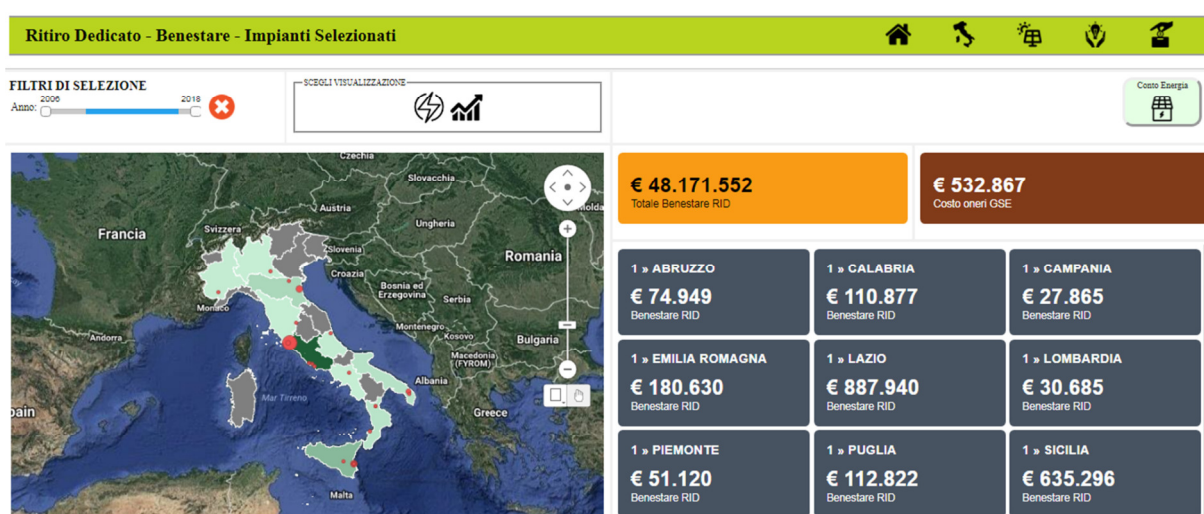 Ritiro Dedicato - Benestare - Impianti Selezionati
FILTRI DI SELEZIONE
Anno:
2006
2018
SCEGLI VISUALIZZAZIONE
Conto Energia
Czechia
Slovacchia
Molda
Austria
Ungheria
Francia
Svizzera
Slovenia
Romania
Croazia
Bosnia ed
Erzegovina
Serbia
Monaco
Montenegro
Kosovo
Bulgaria
Andorra
Macedonia
(FYROM)
Albania
Mar Tirreno
pain
Grecce
Malta
€ 48.171.552
Totale Benestare RID
€ 532.867
Costo oneri GSE
1 » ABRUZZO
€ 74.949
Benestare RID
1 » CALABRIA
€ 110.877
Benestare RID
1 » CAMPANIA
€ 27.865
Benestare RID
1 » EMILIA ROMAGNA
€ 180.630
Benestare RID
1 » LAZIO
€ 887.940
Benestare RID
1 » LOMBARDIA
€ 30.685
Benestare RID
1 » PIEMONTE
€ 51.120
Benestare RID
1 » PUGLIA
€ 112.822
Benestare RID
1 » SICILIA
€ 635.296
Benestare RID